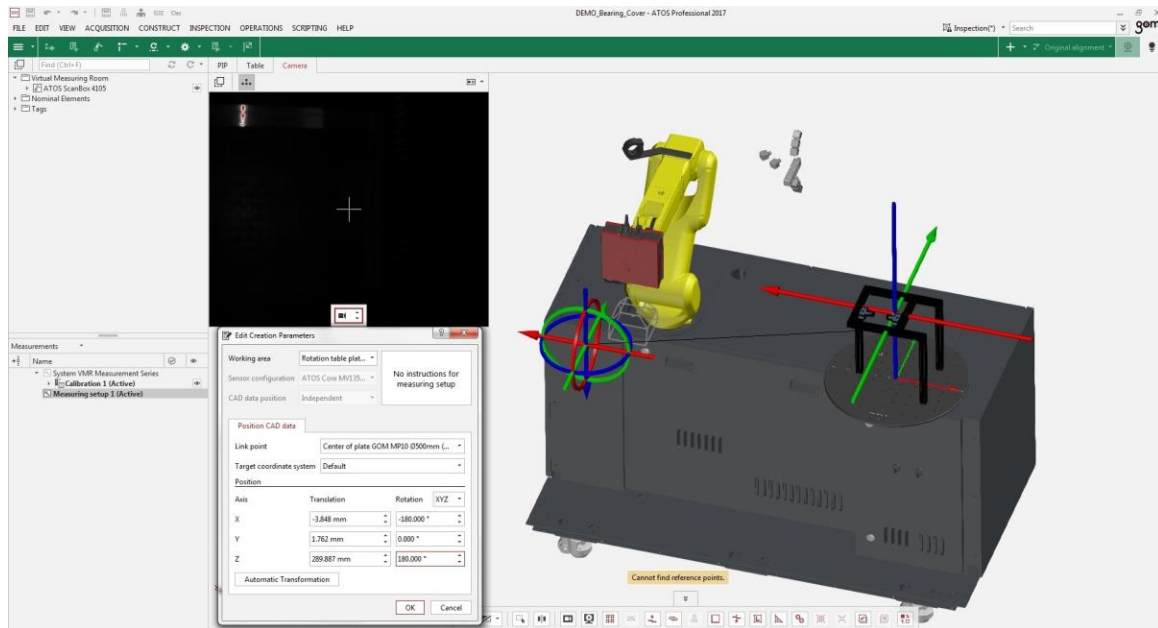 DEMO_Bearing_Cover - ATOS Professional 2017
FILE EDIT VIEW ACQUISITION CONSTRUCT INSPECTION OPERATIONS SCRIPTING HELP
Inspection(*)
Search
gom
Original alignment
Find (Ctrl+F)
PIP Table Camera
Virtual Measuring Room
ATOS ScanBox 4105
Nominal Elements
Tags
Measurements
Name
System VMR Measurement Series
Calibration 1 (Active)
Measuring setup 1 (Active)
Edit Creation Parameters
Working area Rotation table plat...
Sensor configuration ATOS Core MV135...
CAD data position Independent
No instructions for
measuring setup
Position CAD data
Link point Center of plate GOM MP10 (Ø500mm (...
Target coordinate system Default
Position
Axis Translation Rotation XYZ
X -3.848 mm -180.000 °
Y 1.762 mm 0.000 °
Z 289.887 mm 180.000 °
Automatic Transformation
OK Cancel
Cannot find reference points.